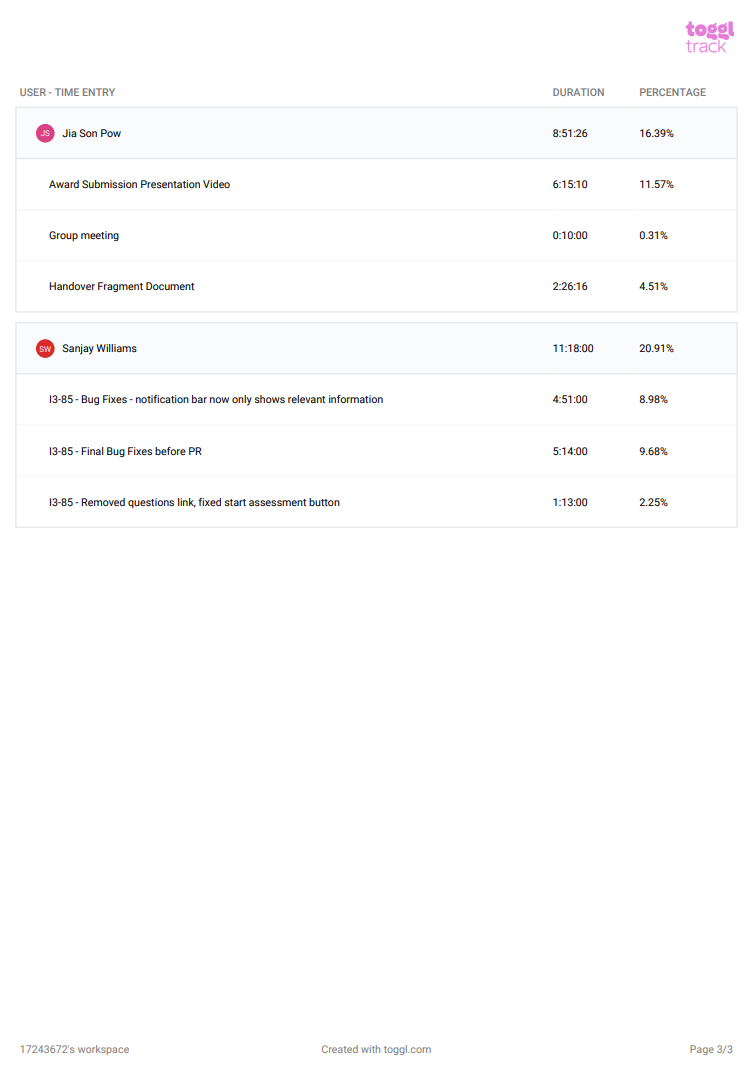 toggl
track
USER - TIME ENTRY DURATION PERCENTAGE
JS Jia Son Pow 8:51:26 16.39%
Award Submission Presentation Video 6:15:10 11.57%
Group meeting 0:10:00 0.31%
Handover Fragment Document 2:26:16 4.51%
SW Sanjay Williams 11:18:00 20.91%
I3-85 - Bug Fixes - notification bar now only shows relevant information 4:51:00 8.98%
I3-85 - Final Bug Fixes before PR 5:14:00 9.68%
I3-85 - Removed questions link, fixed start assessment button 1:13:00 2.25%
17243672's workspace Created with toggl.com Page 3/3